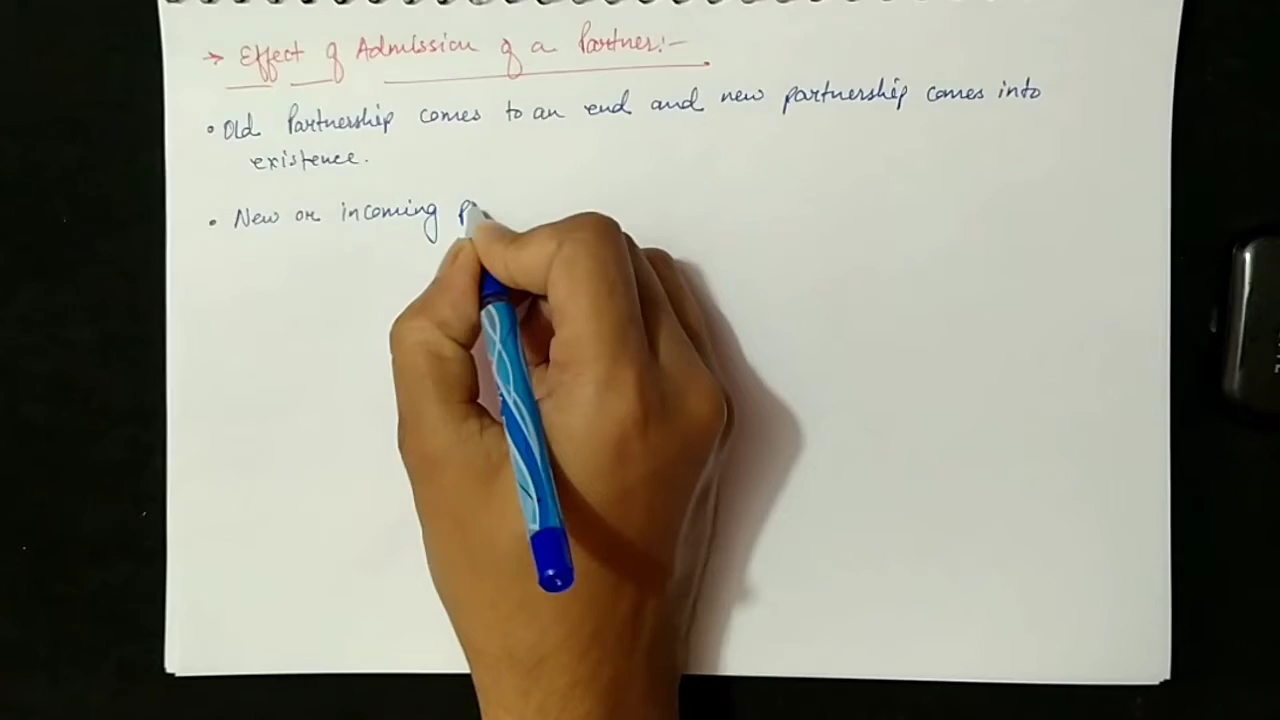 → Effect of Admission of a Partner:-
• Old Partnership comes to an end and new partnership comes into
existence.
• New or incoming P